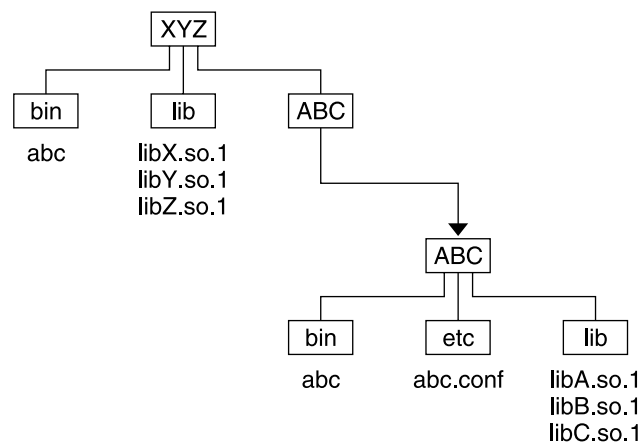 XYZ
bin lib ABC
abc libX.so.1
libY.so.1
libZ.so.1
ABC
bin etc lib
abc abc.conf libA.so.1
libB.so.1
libC.so.1